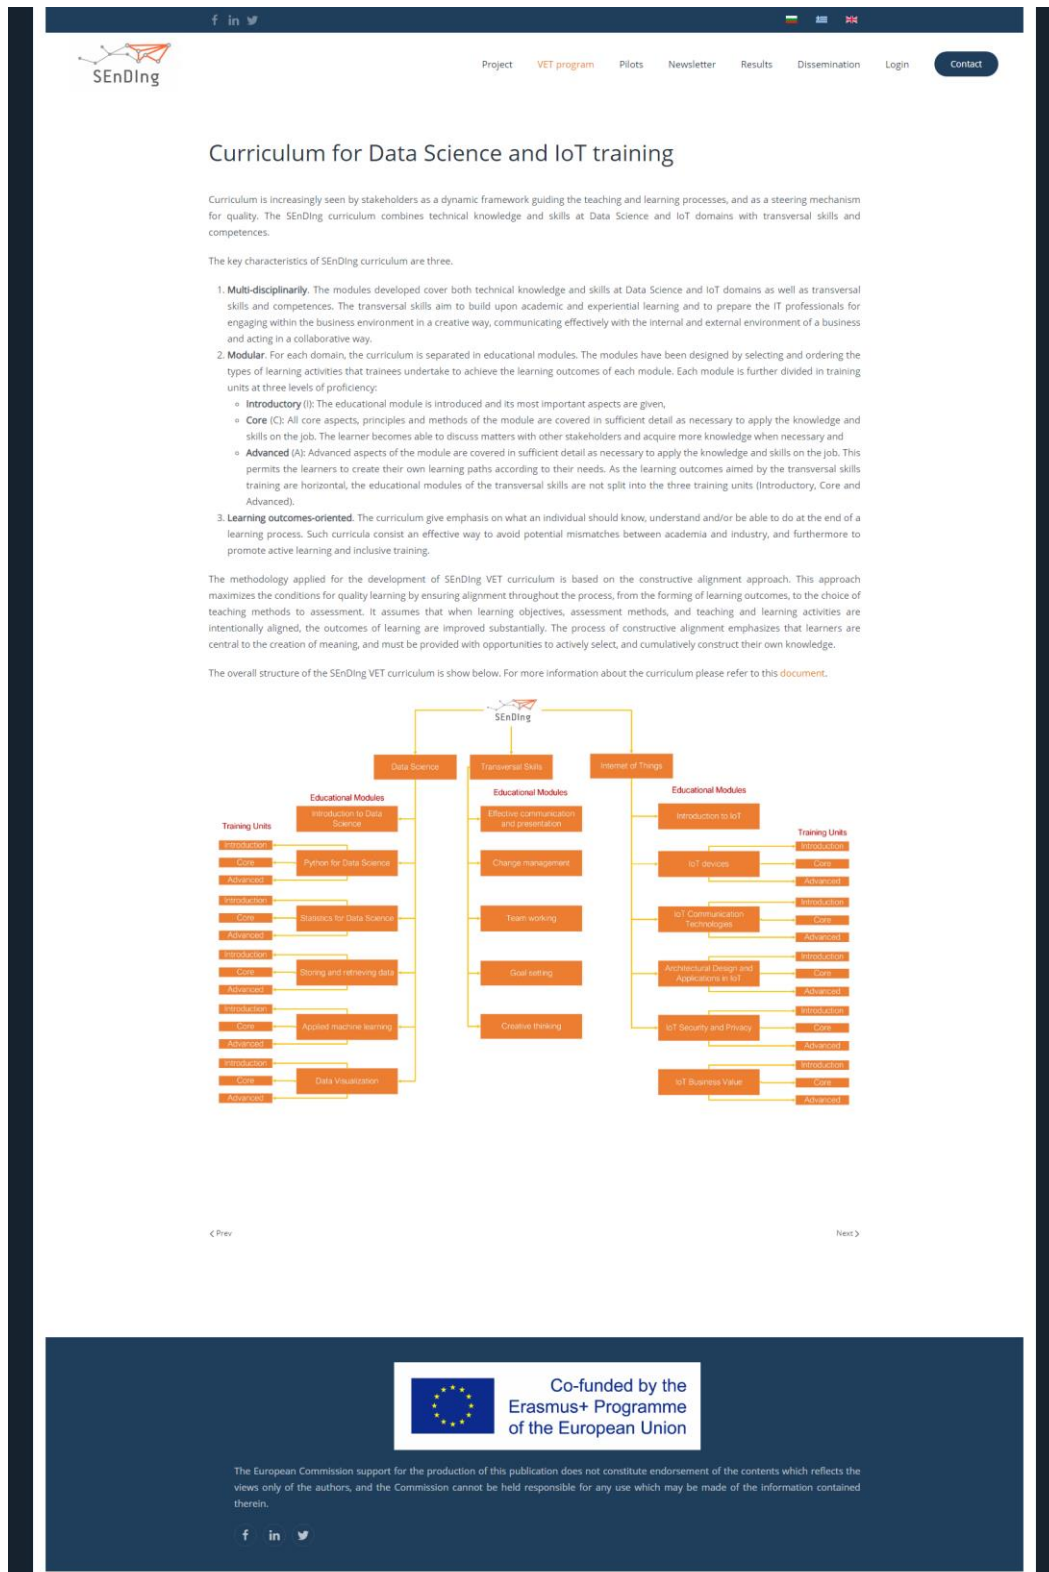 SEnDIng
Project
VET program
Pilots
Newsletter
Results
Dissemination
Login
Contact
Curriculum for Data Science and IoT training
Curriculum is increasingly seen by stakeholders as a dynamic framework guiding the teaching and learning processes, and as a steering mechanism
for quality. The SEnDIng curriculum combines technical knowledge and skills at Data Science and IoT domains with transversal skills and
competences.
The key characteristics of SEnDIng curriculum are three.
1. Multi-disciplinarily. The modules developed cover both technical knowledge and skills at Data Science and IoT domains as well as transversal
skills and competences. The transversal skills aim to build upon academic and experiential learning and to prepare the IT professionals for
engaging within the business environment in a creative way, communicating effectively with the internal and external environment of a business
and acting in a collaborative way.
2. Modular. For each domain, the curriculum is separated in educational modules. The modules have been designed by selecting and ordering the
types of learning activities that trainees undertake to achieve the learning outcomes of each module. Each module is further divided in training
units at three levels of proficiency:
Introductory (I): The educational module is introduced and its most important aspects are given,
Core (C): All core aspects, principles and methods of the module are covered in sufficient detail as necessary to apply the knowledge and
skills on the job. The learner becomes able to discuss matters with other stakeholders and acquire more knowledge when necessary and
Advanced (A): Advanced aspects of the module are covered in sufficient detail as necessary to apply the knowledge and skills on the job. This
permits the learners to create their own learning paths according to their needs. As the learning outcomes aimed by the transversal skills
training are horizontal, the educational modules of the transversal skills are not split into the three training units (Introductory, Core and
Advanced).
3. Learning outcomes-oriented. The curriculum give emphasis on what an individual should know, understand and/or be able to do at the end of a
learning process. Such curricula consist an effective way to avoid potential mismatches between academia and industry, and furthermore to
promote active learning and inclusive training.
The methodology applied for the development of SEnDIng VET curriculum is based on the constructive alignment approach. This approach
maximizes the conditions for quality learning by ensuring alignment throughout the process, from the forming of learning outcomes, to the choice of
teaching methods to assessment. It assumes that when learning objectives, assessment methods, and teaching and learning activities are
intentionally aligned, the outcomes of learning are improved substantially. The process of constructive alignment emphasizes that learners are
central to the creation of meaning, and must be provided with opportunities to actively select, and cumulatively construct their own knowledge.
The overall structure of the SEnDIng VET curriculum is show below. For more information about the curriculum please refer to this document.
SEnDIng
Data Science
Transversal Skills
Internet of Things
Training Units
Educational Modules
Introduction to Data
Science
Introduction
Core
Advanced
Python for Data Science
Introduction
Core
Advanced
Statistics for Data Science
Introduction
Core
Advanced
Storing and retrieving data
Introduction
Core
Advanced
Applied machine learning
Introduction
Core
Advanced
Data Visualization
Educational Modules
Effective communication
and presentation
Change management
Team working
Goal setting
Creative thinking
Educational Modules
Training Units
Introduction to IoT
IoT devices
Introduction
Core
Advanced
IoT Communication
Technologies
Introduction
Core
Advanced
Architectural Design and
Applications in IoT
Introduction
Core
Advanced
IoT Security and Privacy
Introduction
Core
Advanced
IoT Business Value
Introduction
Core
Advanced
Prev
Next
Co-funded by the
Erasmus+ Programme
of the European Union
The European Commission support for the production of this publication does not constitute endorsement of the contents which reflects the
views only of the authors, and the Commission cannot be held responsible for any use which may be made of the information contained
therein.